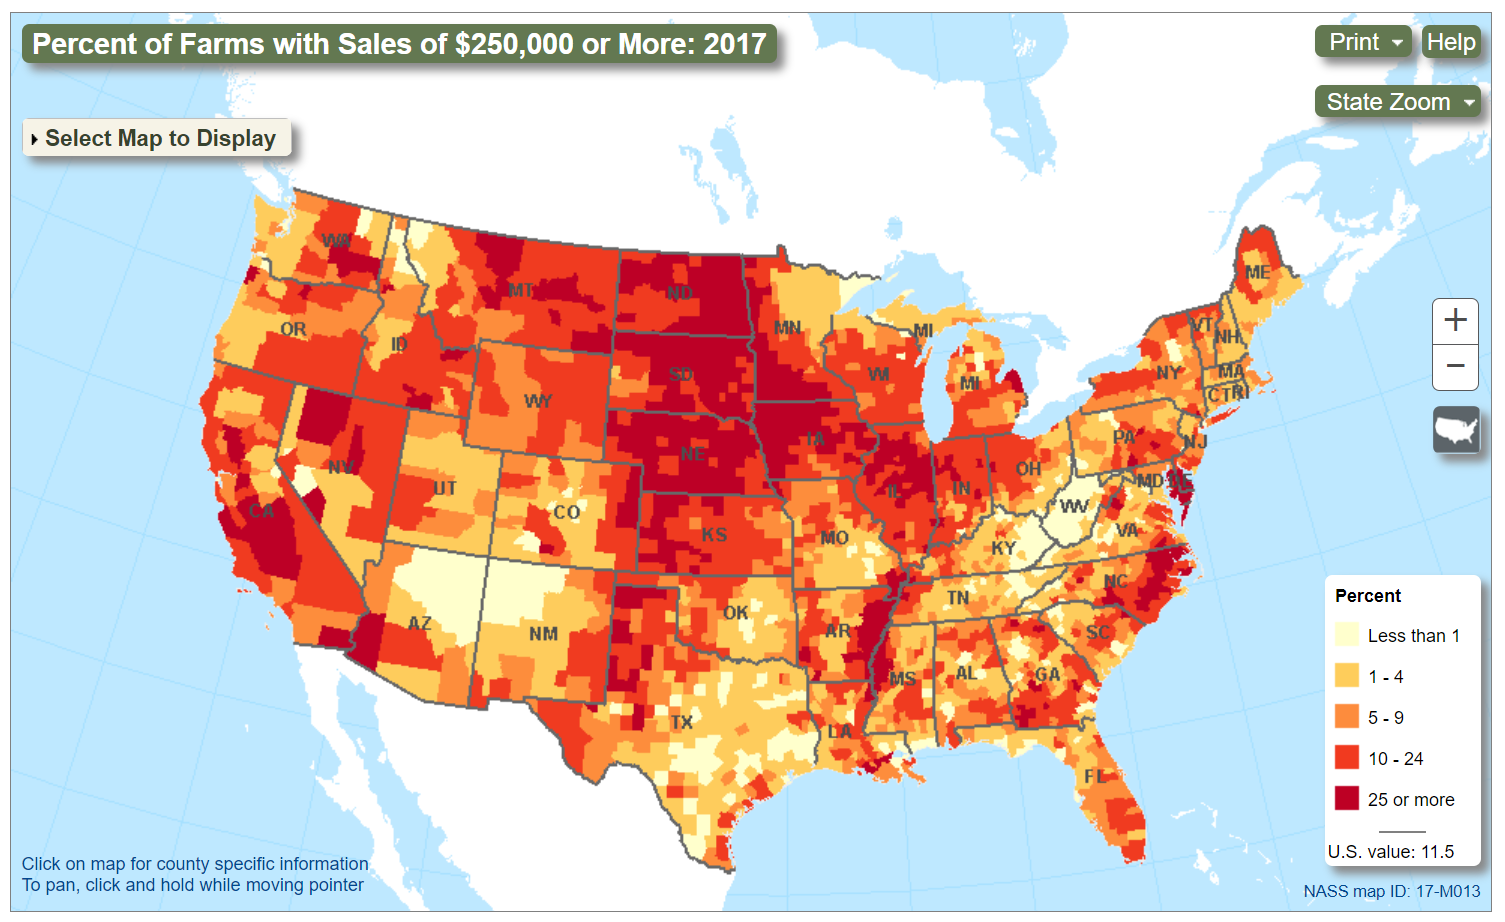 Percent of Farms with Sales of $250,000 or More: 2017
Print
Help
State Zoom
Select Map to Display
WA
MT
ND
MN
MI
ME
VT
NH
OR
ID
SD
WI
MI
NY
MA
CT
RI
WY
IA
PA
NJ
NV
UT
NE
IL
IN
OH
MD
DE
CA
CO
KS
MO
WV
VA
KY
AZ
NM
OK
AR
TN
NC
SC
MS
AL
GA
TX
LA
FL
Percent
Less than 1
1 - 4
5 - 9
10 - 24
25 or more
U.S. value: 11.5
Click on map for county specific information
To pan, click and hold while moving pointer
NASS map ID: 17-M013
+
−